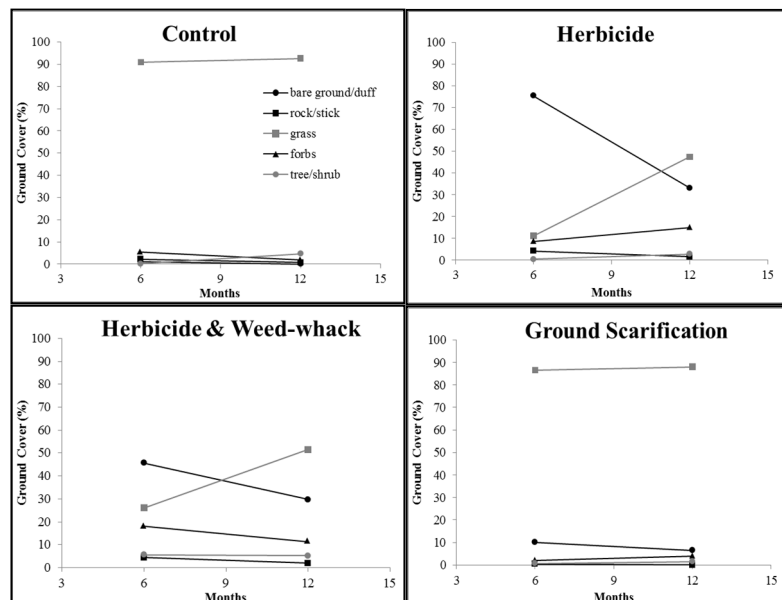 Control
100
90
80
70
60
50
40
30
20
10
0
Ground Cover (%)
bare ground/duff
rock/stick
grass
forbs
tree/shrub
3 6 9 12 15
Months
Herbicide
100
90
80
70
60
50
40
30
20
10
0
Ground Cover (%)
3 6 9 12 15
Months
Herbicide & Weed-whack
100
90
80
70
60
50
40
30
20
10
0
Ground Cover (%)
3 6 9 12 15
Months
Ground Scarification
100
90
80
70
60
50
40
30
20
10
0
Ground Cover (%)
3 6 9 12 15
Months